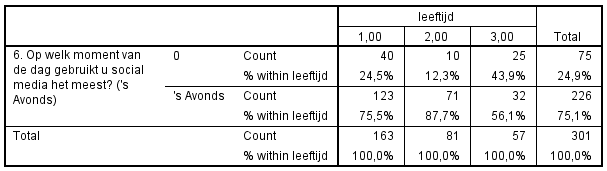 leeftijd
1,00 2,00 3,00 Total
6. Op welk moment van 0 Count 40 10 25 75
de dag gebruikt u social % within leeftijd 24,5% 12,3% 43,9% 24,9%
media het meest? ('s 's Avonds Count 123 71 32 226
Avonds) % within leeftijd 75,5% 87,7% 56,1% 75,1%
Total Count 163 81 57 301
% within leeftijd 100,0% 100,0% 100,0% 100,0%